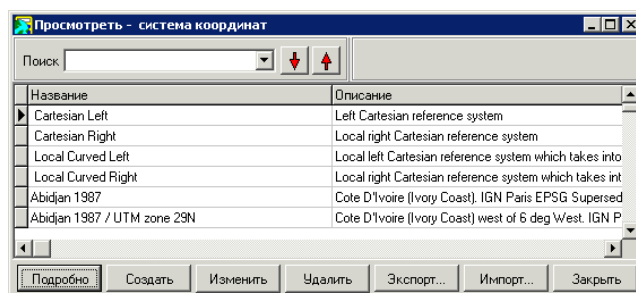 Просмотреть - система координат
Поиск
Название Описание
Cartesian Left Left Cartesian reference system
Cartesian Right Local right Cartesian reference system
Local Curved Left Local left Cartesian reference system which takes into
Local Curved Right Local right Cartesian reference system which takes int
Abidjan 1987 Cote D'Ivoire (Ivory Coast). IGN Paris EPSG Supersed
Abidjan 1987 / UTM zone 29N Cote D'Ivoire (Ivory Coast) west of 6 deg West. IGN P
Подробно Создать Изменить Удалить Экспорт... Импорт... Закрыть